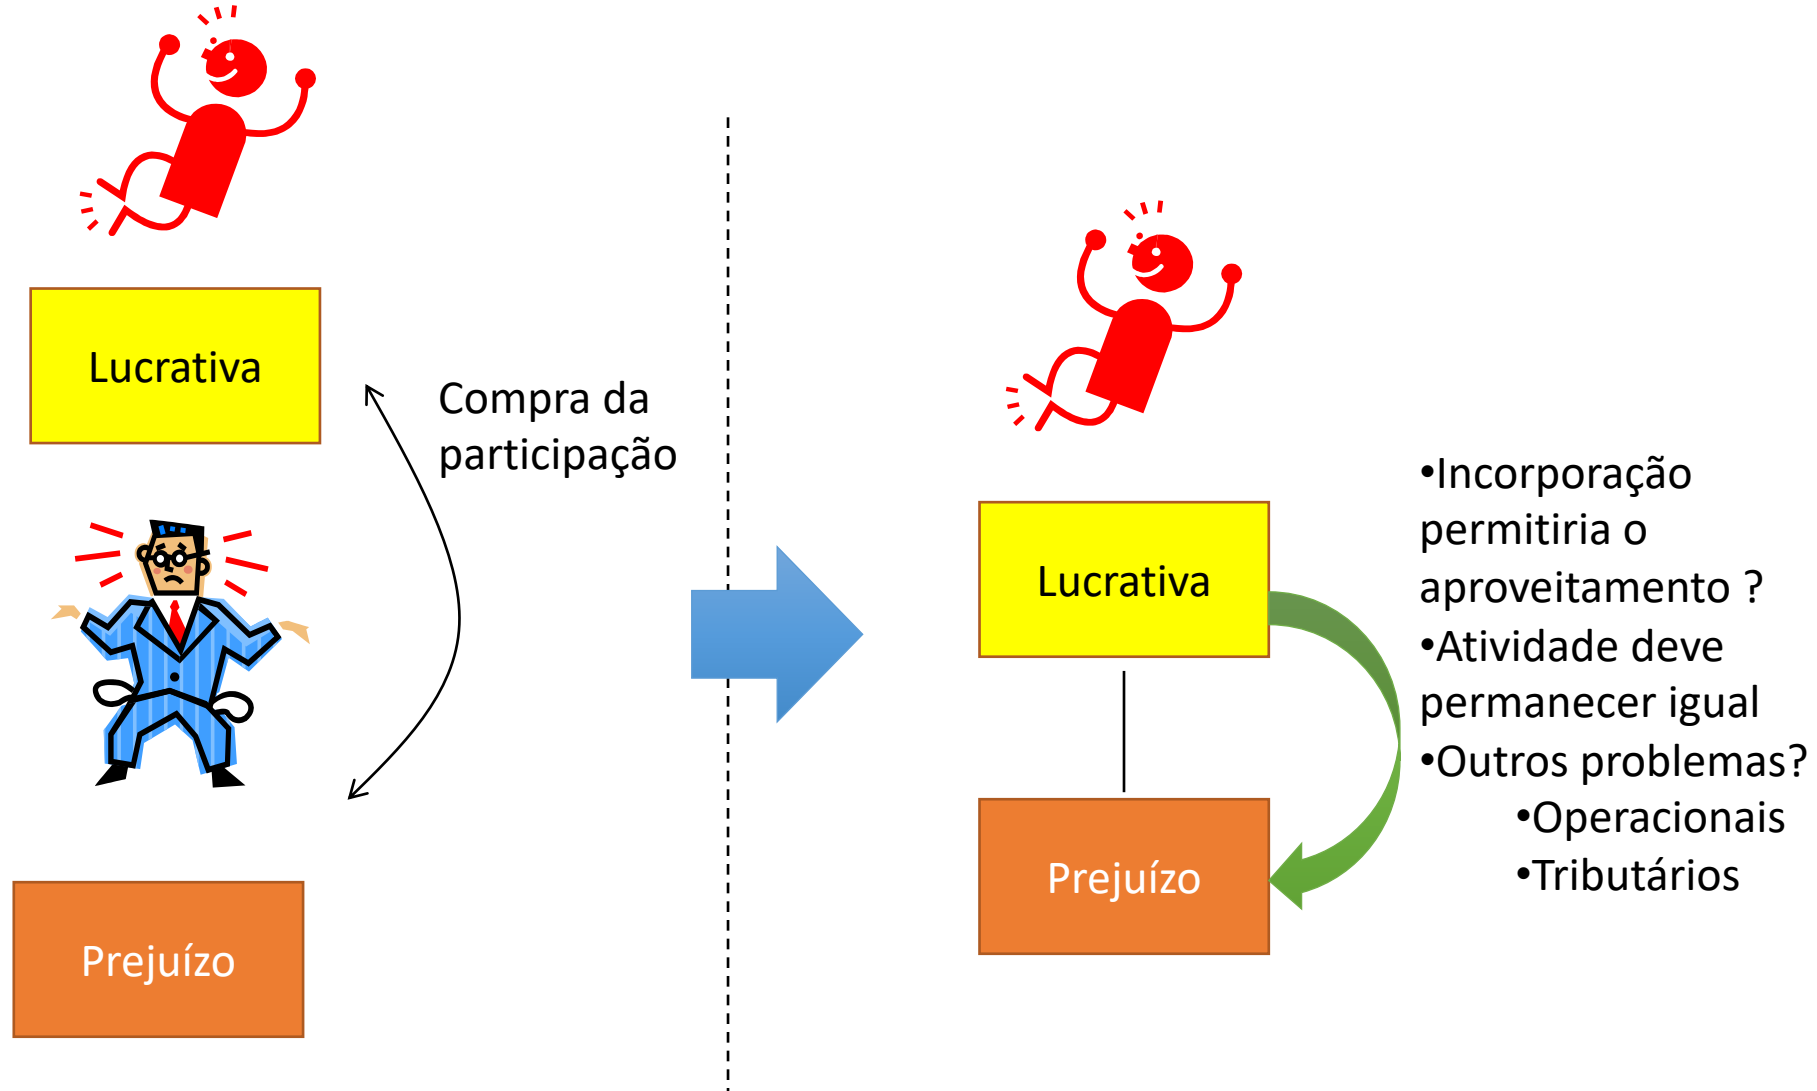 Lucrativa
Compra da
participação
Prejuízo
Lucrativa
Prejuízo
•Incorporação
permitiria o
aproveitamento ?
•Atividade deve
permanecer igual
•Outros problemas?
•Operacionais
•Tributários